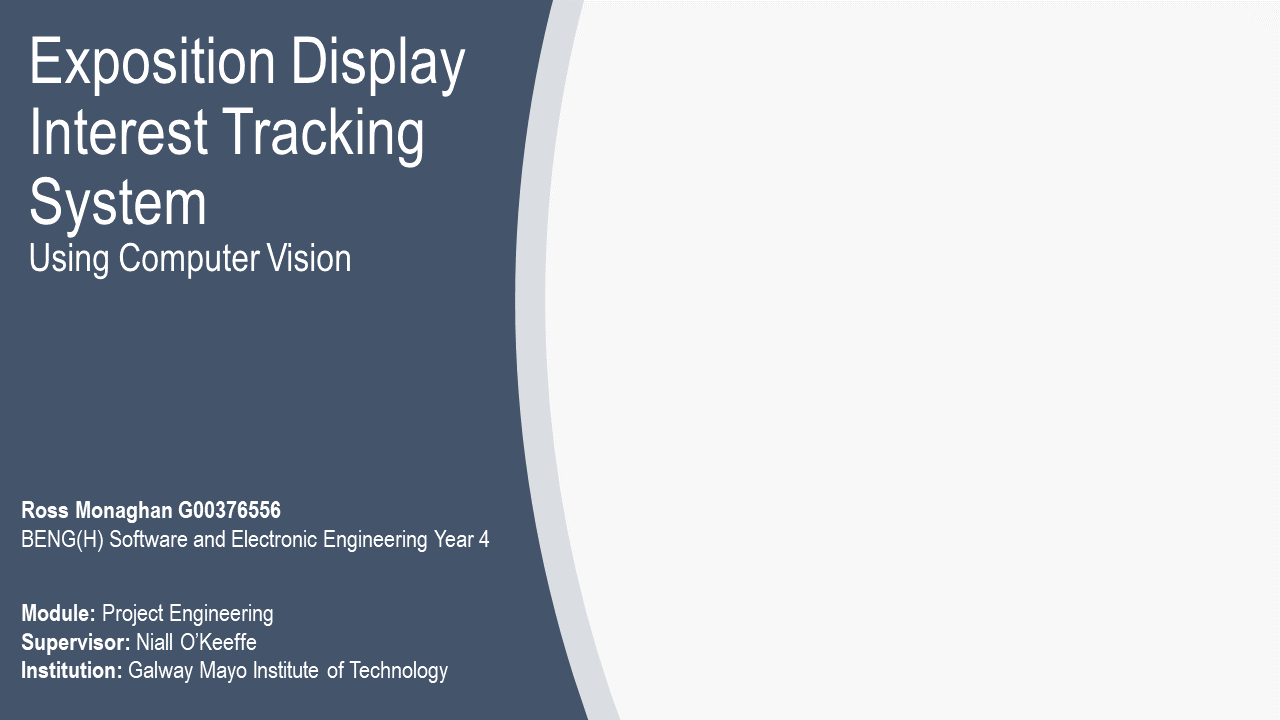 Exposition Display
Interest Tracking
System
Using Computer Vision
Ross Monaghan G00376556
BENG(H) Software and Electronic Engineering Year 4
Module: Project Engineering
Supervisor: Niall O’Keeffe
Institution: Galway Mayo Institute of Technology